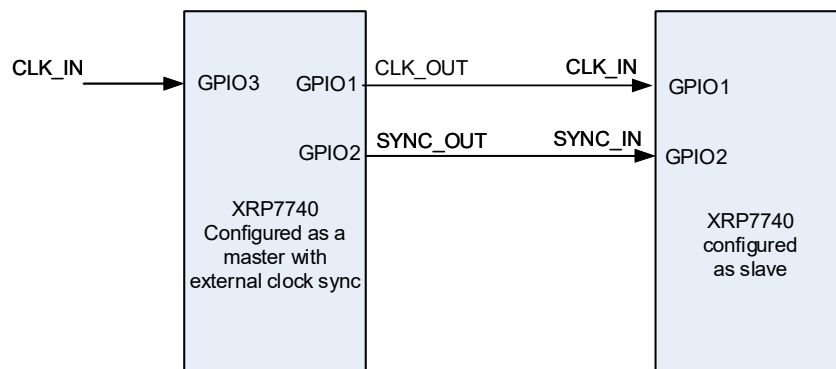 CLK_IN
GPIO3
GPIO1
CLK_OUT
CLK_IN
GPIO1
GPIO2
SYNC_OUT
SYNC_IN
GPIO2
XRP7740
Configured as a
master with
external clock sync
XRP7740
configured
as slave